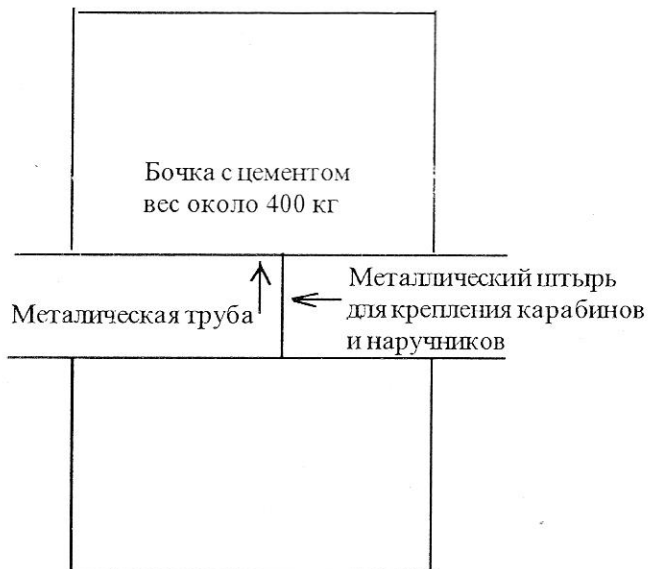 Бочка с цементом
вес около 400 кг
Металическая труба
Металлический штырь
для крепления карабинов
и наручников